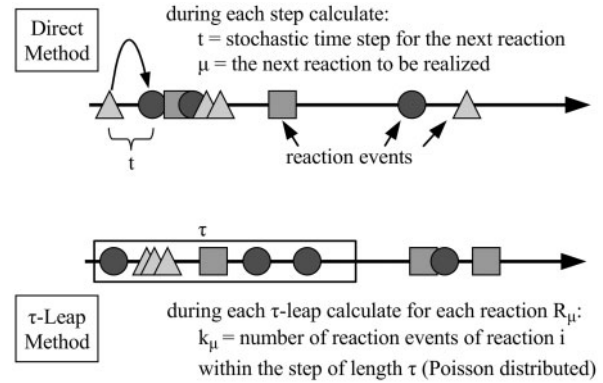 Direct
Method
during each step calculate:
t = stochastic time step for the next reaction
μ = the next reaction to be realized
t
reaction events
τ
τ-Leap
Method
during each τ-leap calculate for each reaction Rμ:
kμ = number of reaction events of reaction i
within the step of length τ (Poisson distributed)